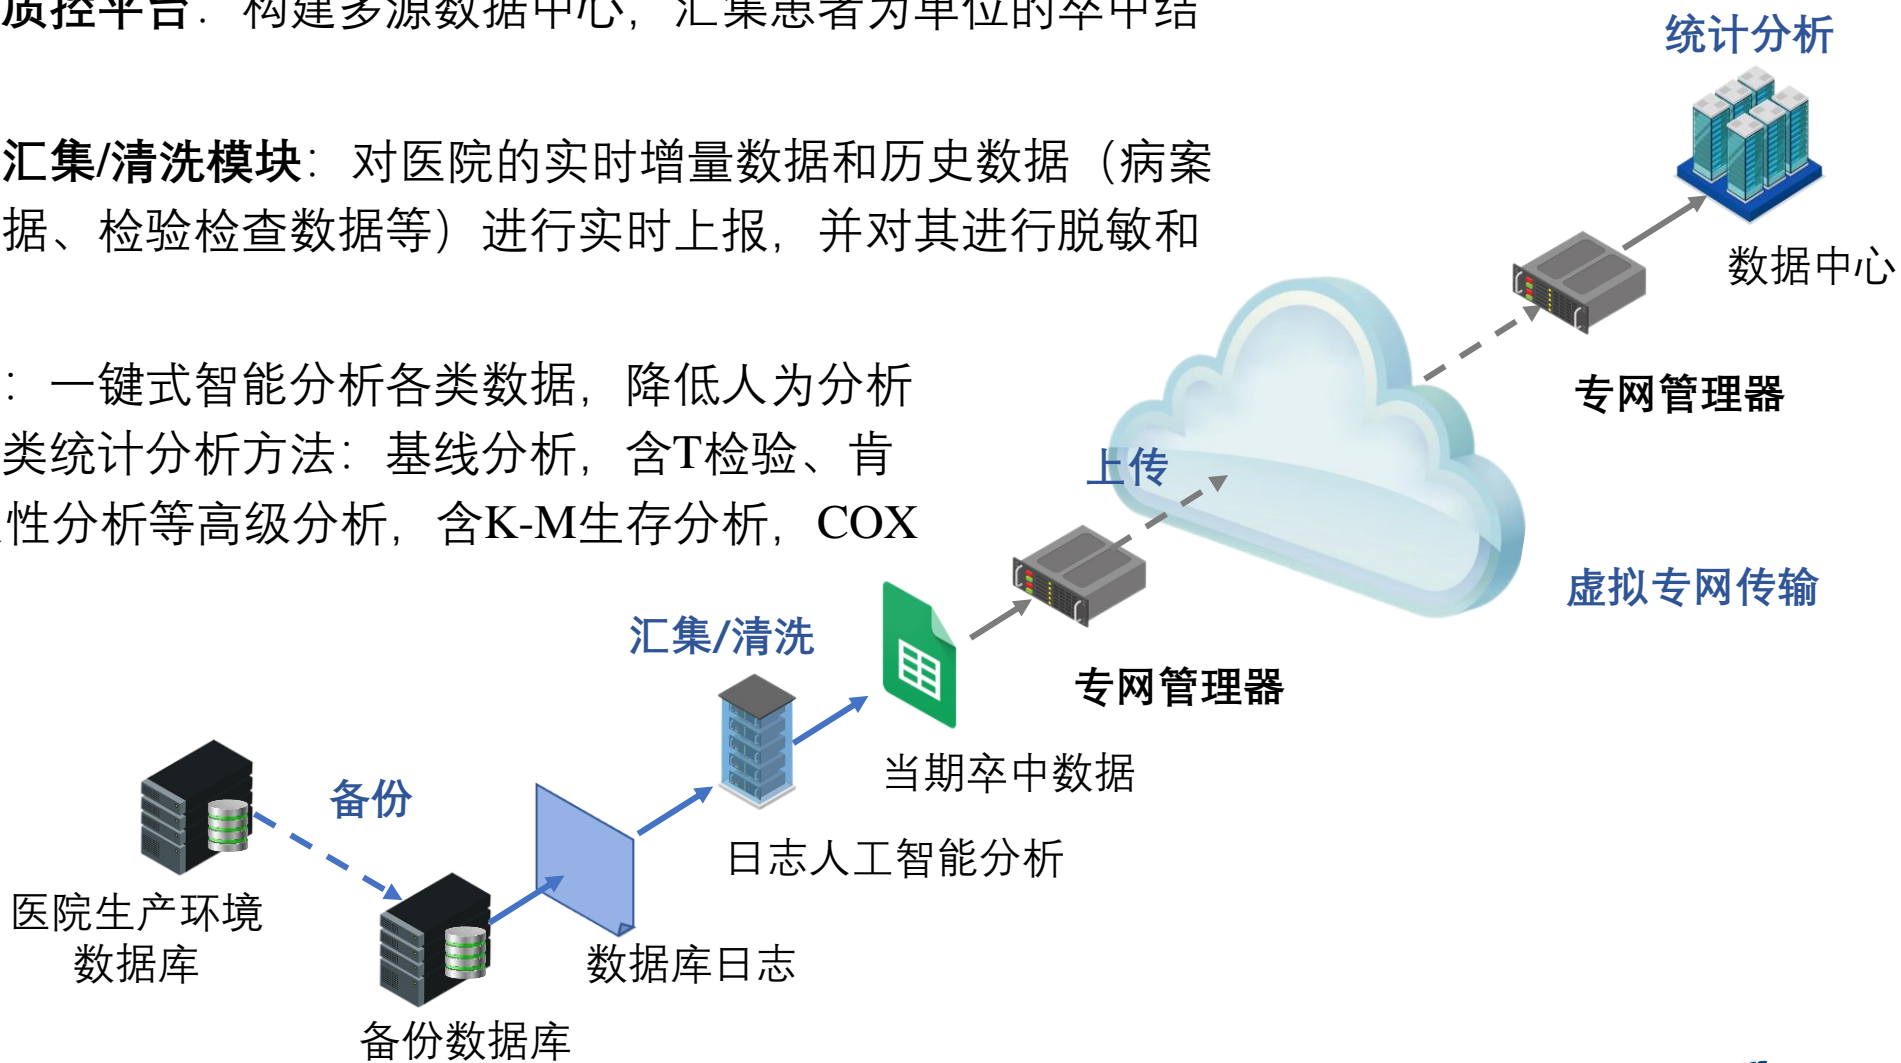 质控平台：构建多源数据中心，汇集患者为单位的卒中结
汇集/清洗模块：对医院的实时增量数据和历史数据（病案
据、检验检查数据等）进行实时上报，并对其进行脱敏和
：一键式智能分析各类数据，降低人为分析
类统计分析方法：基线分析，含T检验、肯
性分析等高级分析，含K-M生存分析，COX
统计分析
数据中心
专网管理器
上传
虚拟专网传输
专网管理器
汇集/清洗
当期卒中数据
日志人工智能分析
备份
医院生产环境
数据库
数据库日志
备份数据库